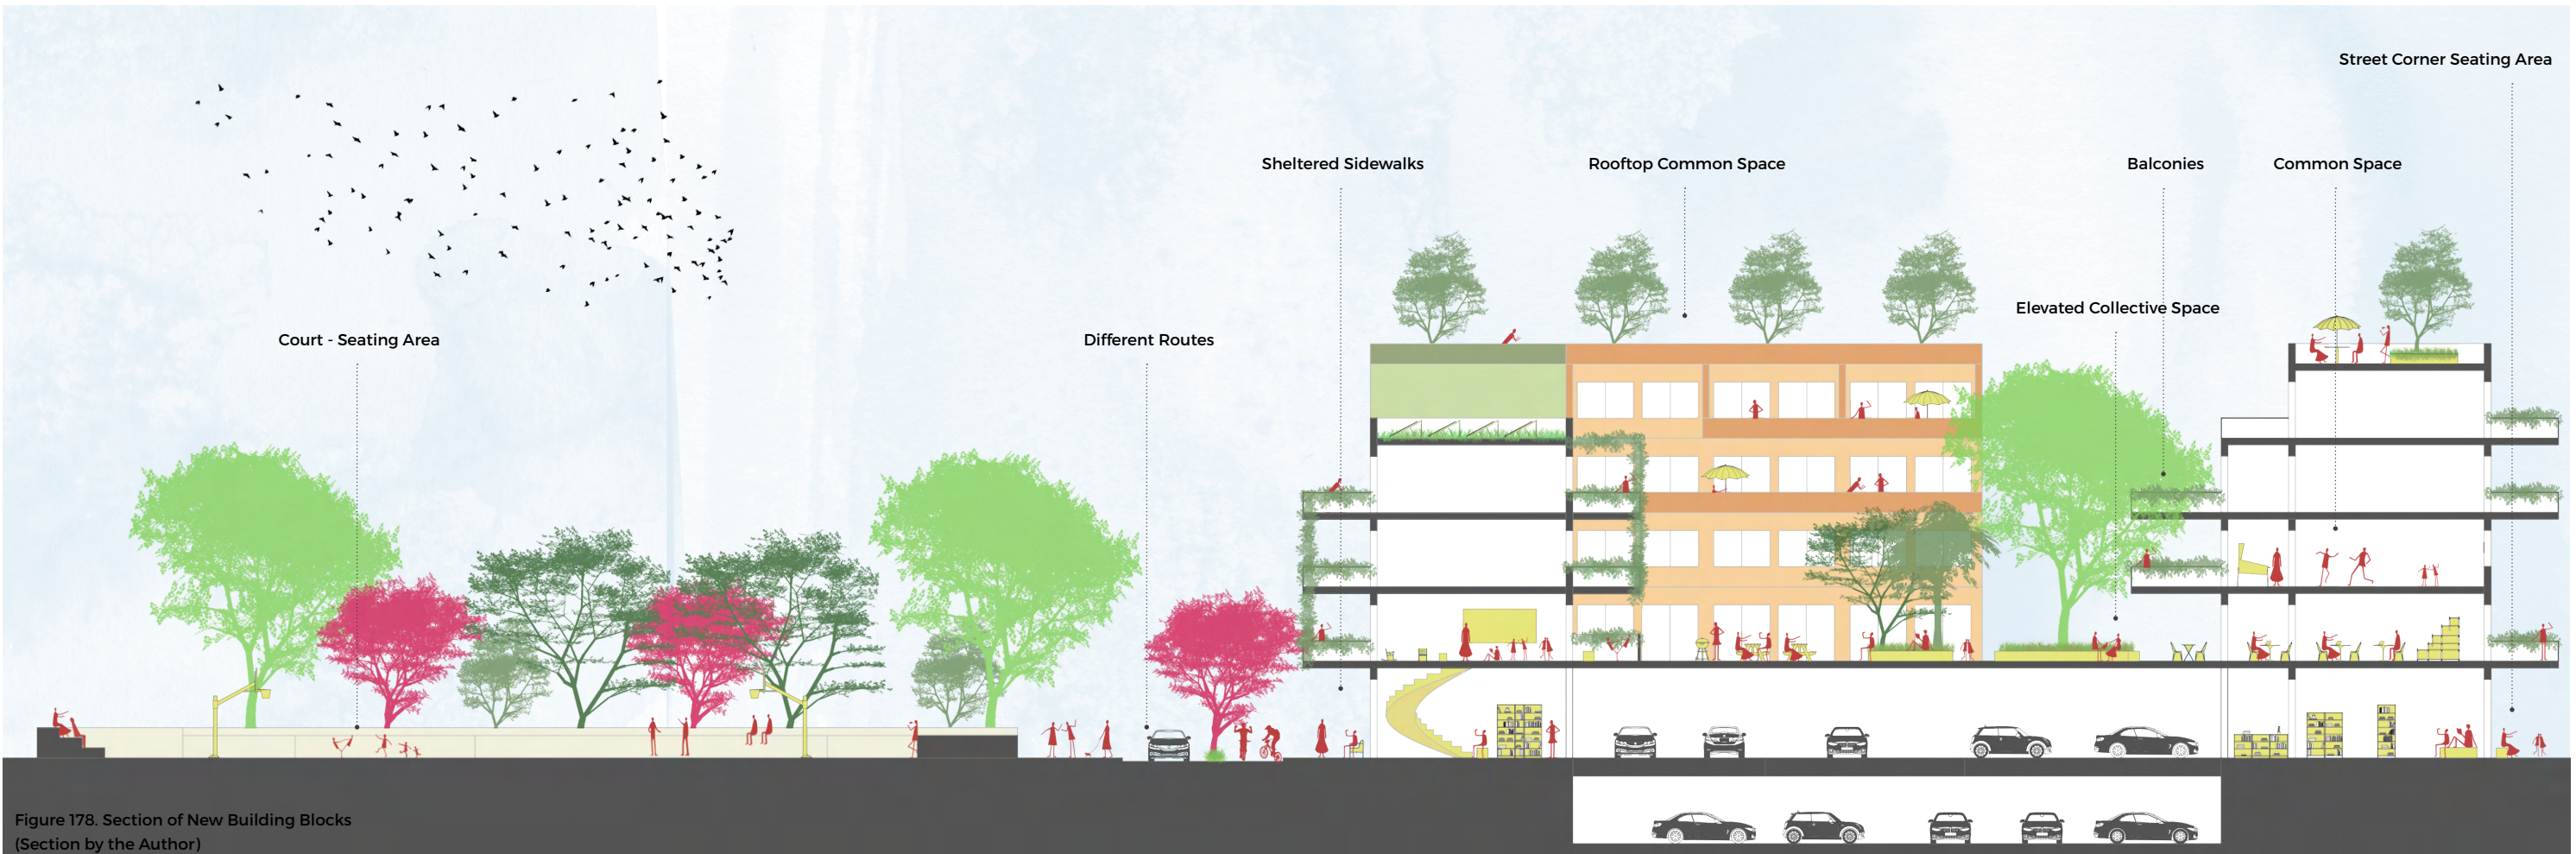 Street Corner Seating Area
Sheltered Sidewalks
Rooftop Common Space
Balconies
Common Space
Elevated Collective Space
Court - Seating Area
Different Routes
Figure 178. Section of New Building Blocks
(Section by the Author)